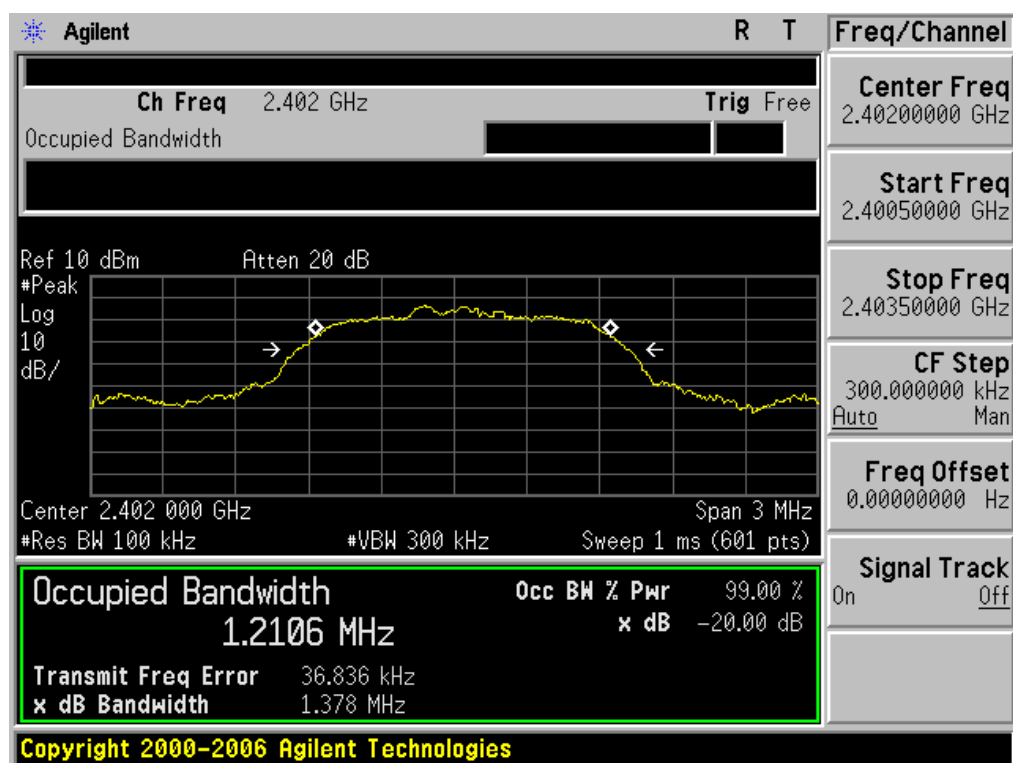 Agilent R T
Freq/Channel
Ch Freq 2.402 GHz Trig Free
Occupied Bandwidth
Center Freq
2.40200000 GHz
Start Freq
2.40050000 GHz
Stop Freq
2.40350000 GHz
CF Step
300.000000 kHz
Auto Man
Freq Offset
0.00000000 Hz
Signal Track
On Off
Ref 10 dBm Atten 20 dB
#Peak
Log
10
dB/
Center 2.402 000 GHz Span 3 MHz
#Res BW 100 kHz #VBW 300 kHz Sweep 1 ms (601 pts)
Occupied Bandwidth Occ BW % Pwr 99.00 %
1.2106 MHz x dB -20.00 dB
Transmit Freq Error 36.836 kHz
x dB Bandwidth 1.378 MHz
Copyright 2000-2006 Agilent Technologies